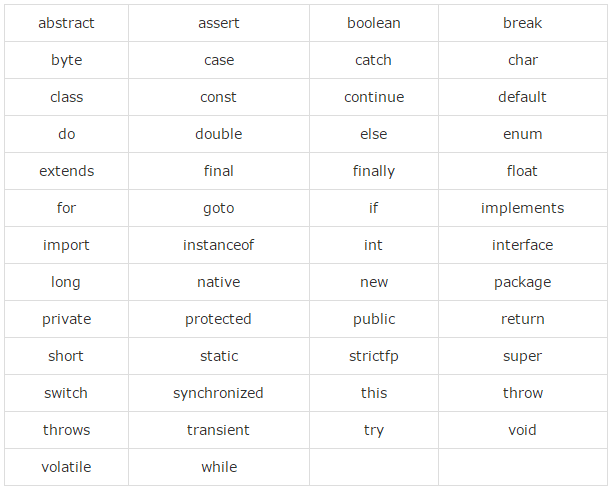 abstract assert boolean break
byte case catch char
class const continue default
do double else enum
extends final finally float
for goto if implements
import instanceof int interface
long native new package
private protected public return
short static strictfp super
switch synchronized this throw
throws transient try void
volatile while